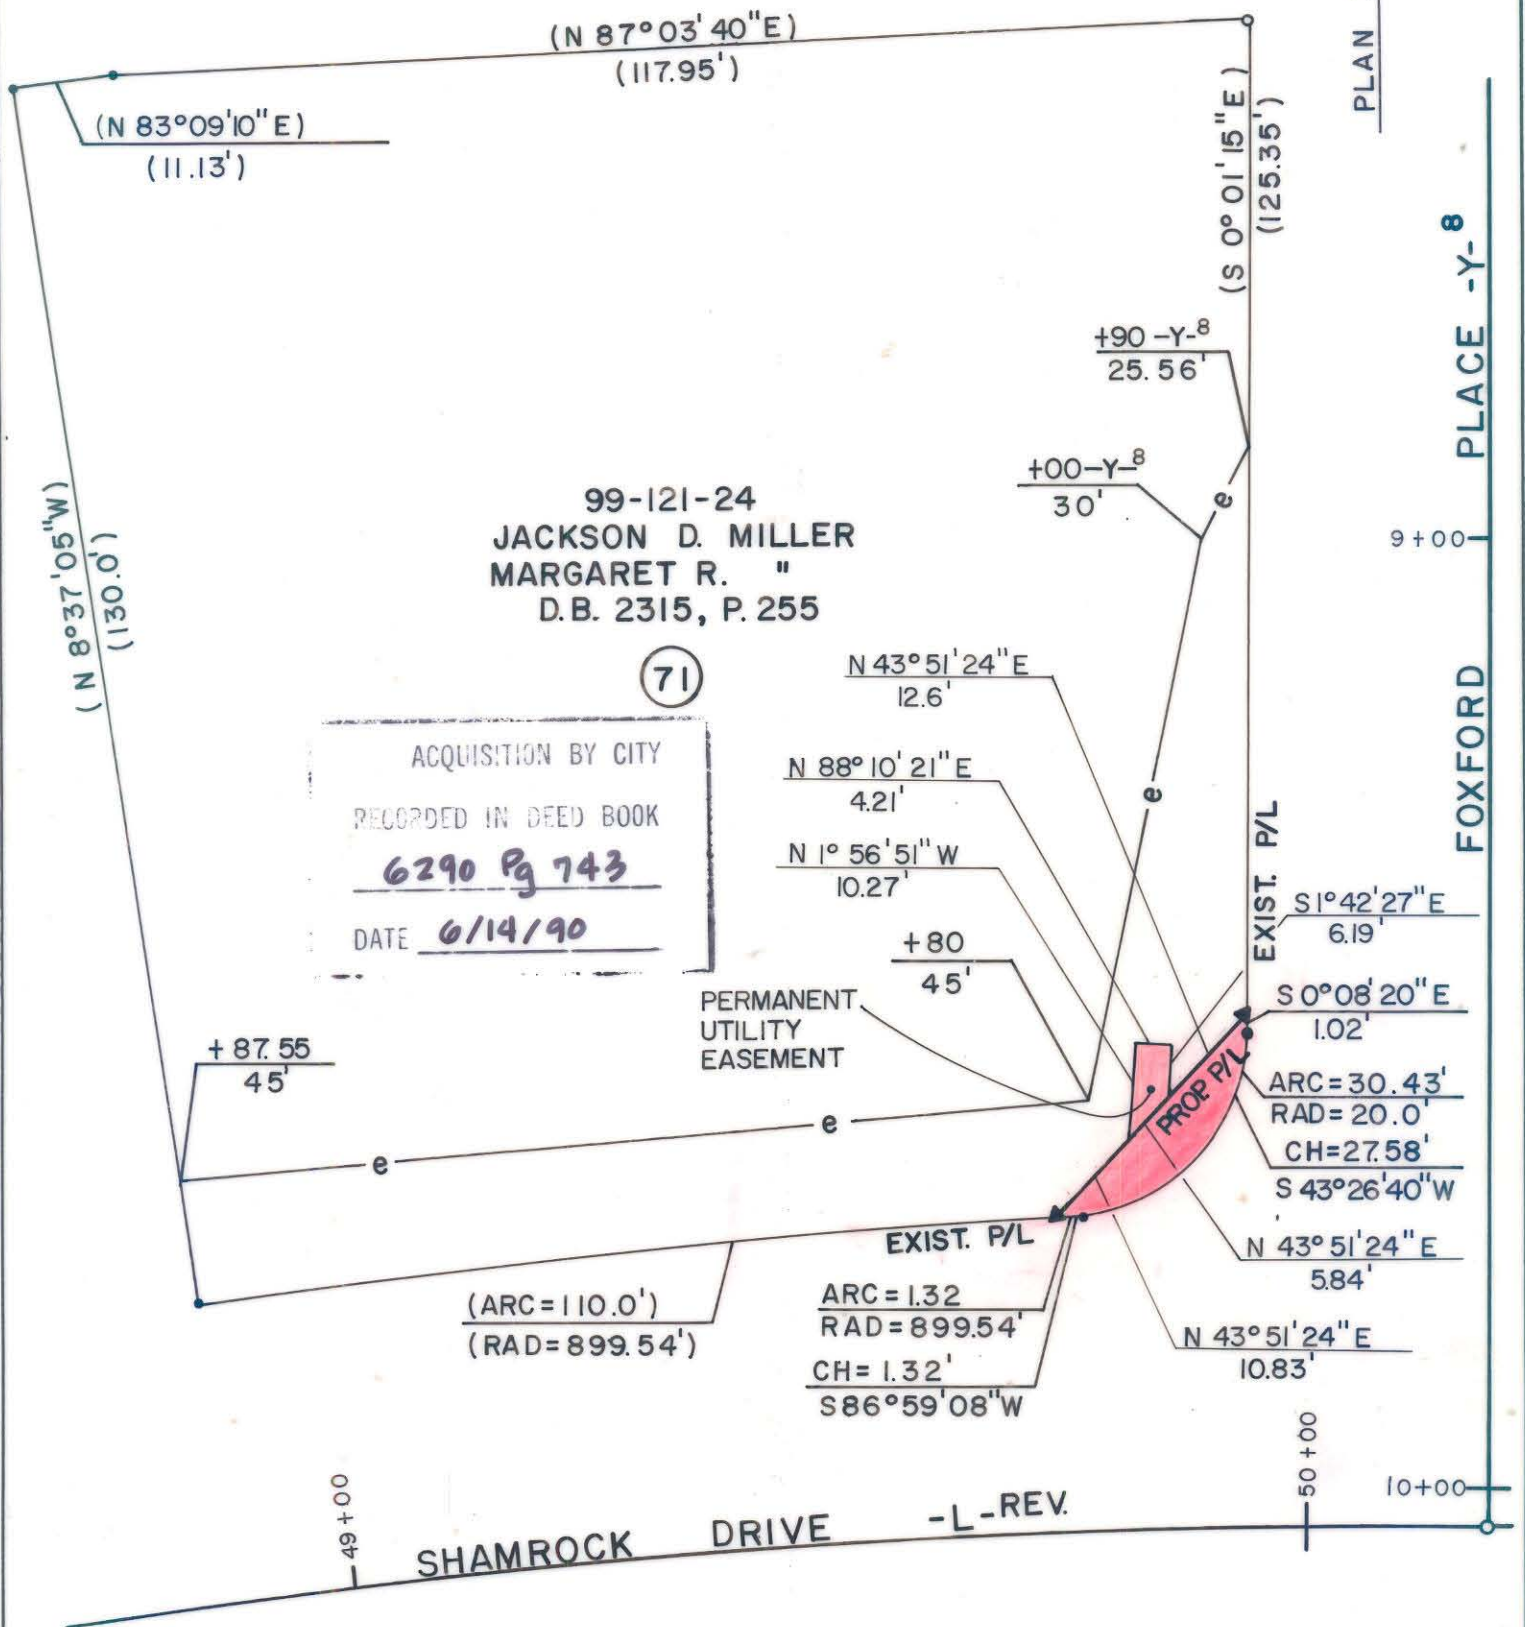 (N 87°03'40"E)
(117.95')
(N 83°09'10"E)
(11.13')
(S 0°01'15"E)
(125.35')
PLAN
+90-Y-8
25.56'
+00-Y-8
30'
FOXFORD PLACE -Y-8
9+00
(N 8°37'05"W)
(130.0')
99-121-24
JACKSON D. MILLER
MARGARET R. "
D.B. 2315, P. 255
71
ACQUISITION BY CITY
RECORDED IN DEED BOOK
6290 Pg 743
DATE 6/14/90
N 43°51'24"E
12.6'
N 88°10'21"E
4.21'
N 1°56'51"W
10.27'
+80
45'
e
e
EXIST. P/L
S1°42'27"E
6.19'
PERMANENT
UTILITY
EASEMENT
S 0°08'20"E
1.02'
+87.55
45'
PROP. P/L
ARC=30.43'
RAD=20.0'
CH=27.58'
S 43°26'40"W
e
e
EXIST. P/L
N 43°51'24"E
5.84'
(ARC=110.0')
(RAD=899.54')
ARC=1.32
RAD=899.54'
CH=1.32'
S86°59'08"W
N 43°51'24"E
10.83'
49+00
50+00
10+00
SHAMROCK DRIVE -L-REV.